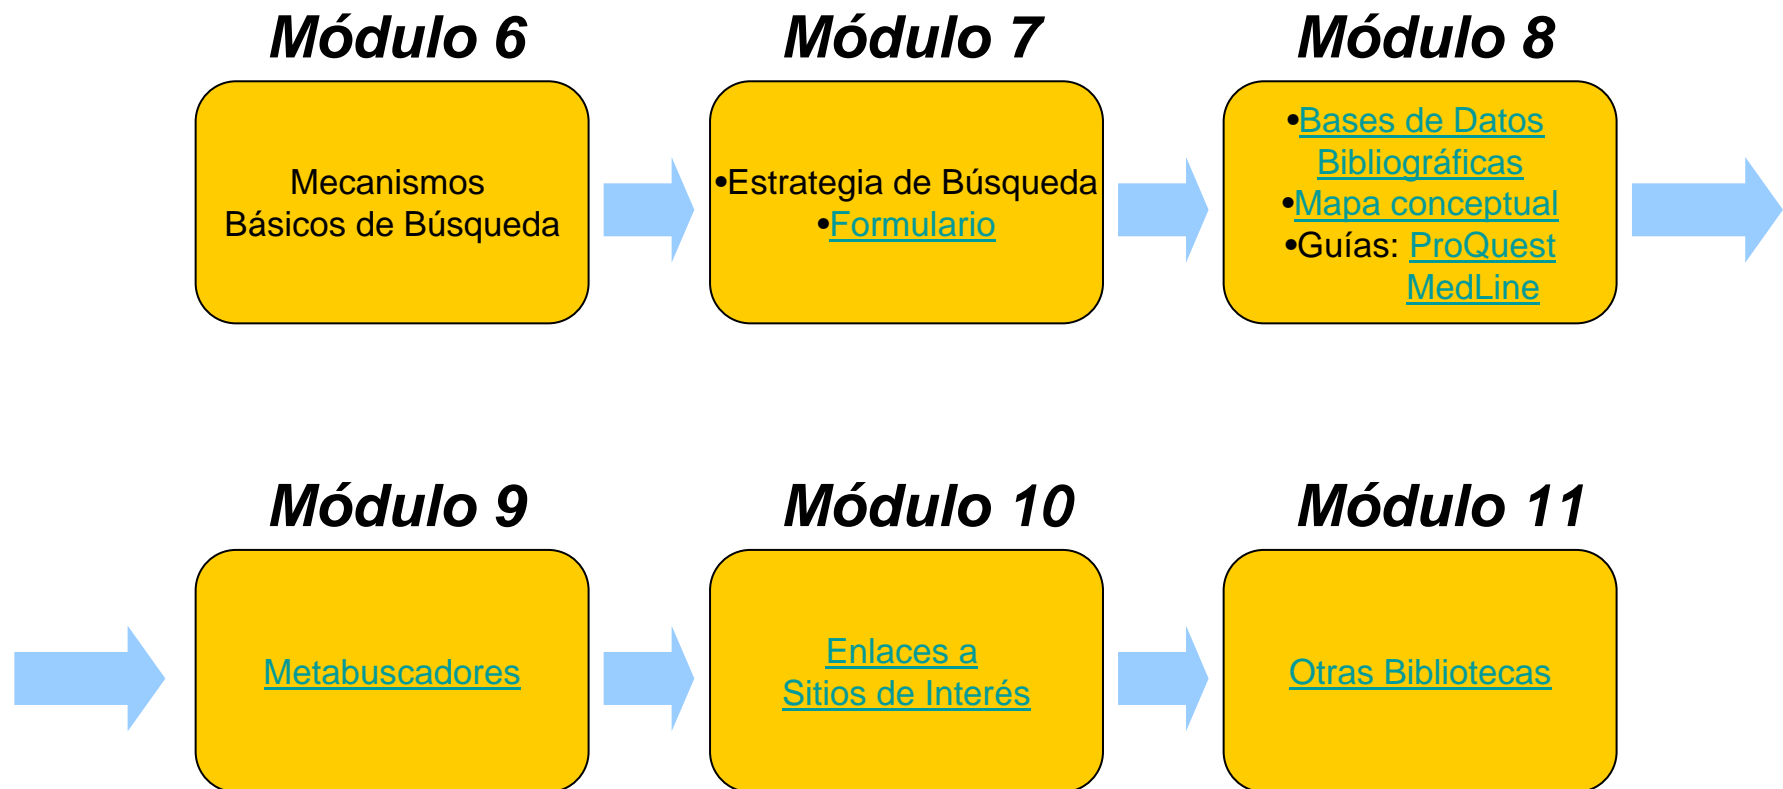 Módulo 6
Mecanismos
Básicos de Búsqueda
Módulo 7
•Estrategia de Búsqueda
•Formulario
Módulo 8
•Bases de Datos
Bibliográficas
•Mapa conceptual
•Guías: ProQuest
MedLine
Módulo 9
Metabuscadores
Módulo 10
Enlaces a
Sitios de Interés
Módulo 11
Otras Bibliotecas